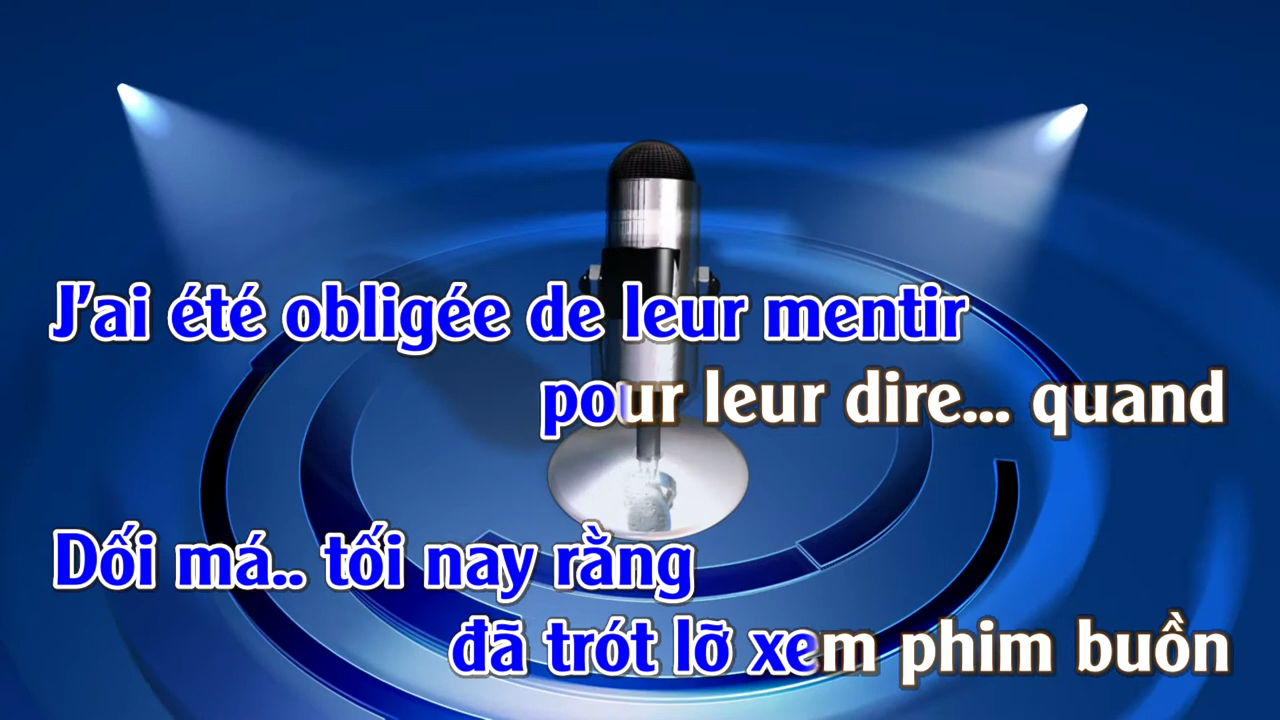 J'ai été obligée de leur mentir
pour leur dire... quand
Dối má.. tối nay rằng
đã trót lỡ xem phim buồn